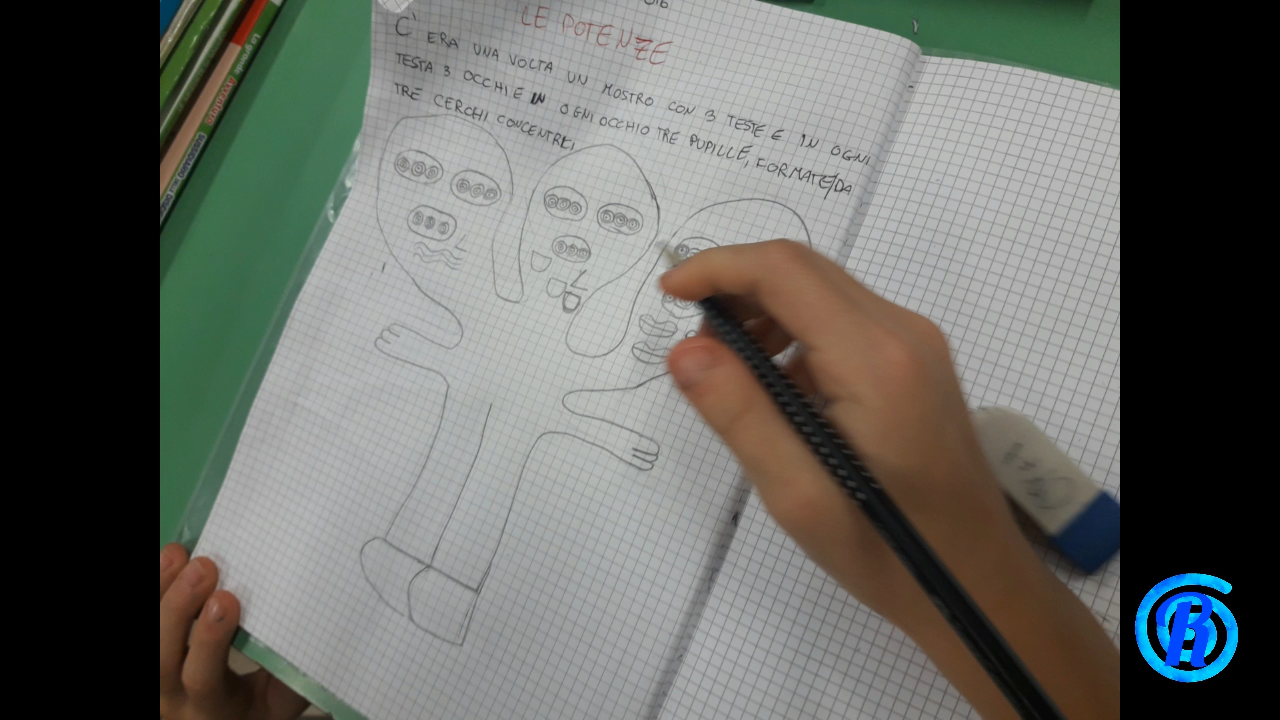 LE POTENZE
C'ERA UNA VOLTA UN MOSTRO CON 3 TESTE E IN OGNI
TESTA 3 OCCHI E IN OGNI OCCHIO TRE PUPILLE, FORMATE DA
TRE CERCHI CONCENTRICI